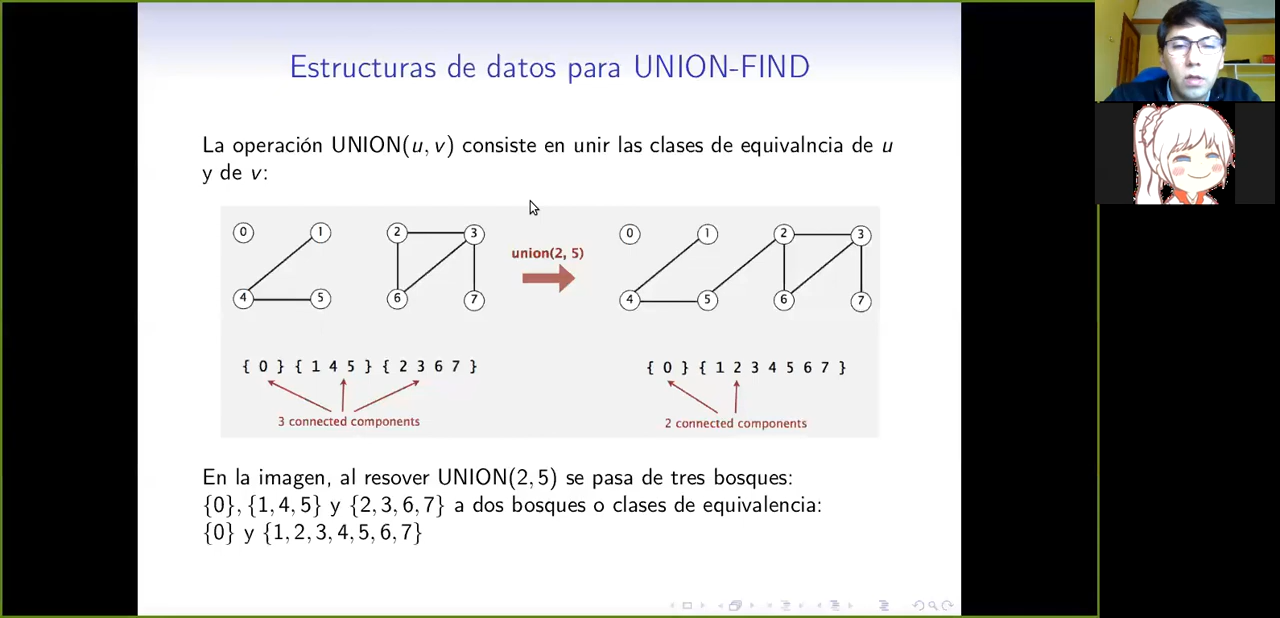 Estructuras de datos para UNION-FIND
La operación UNION(u, v) consiste en unir las clases de equivalncia de u
y de v:
0 1 2 3
4 5 6 7
union(2, 5)
0 1 2 3
4 5 6 7
{ 0 } { 1 4 5 } { 2 3 6 7 }
3 connected components
{ 0 } { 1 2 3 4 5 6 7 }
2 connected components
En la imagen, al resover UNION(2, 5) se pasa de tres bosques:
{0}, {1, 4, 5} y {2, 3, 6, 7} a dos bosques o clases de equivalencia:
{0} y {1, 2, 3, 4, 5, 6, 7}